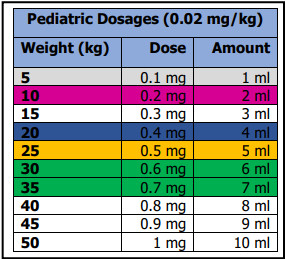 Pediatric Dosages (0.02 mg/kg)
Weight (kg) Dose Amount
5 0.1 mg 1 ml
10 0.2 mg 2 ml
15 0.3 mg 3 ml
20 0.4 mg 4 ml
25 0.5 mg 5 ml
30 0.6 mg 6 ml
35 0.7 mg 7 ml
40 0.8 mg 8 ml
45 0.9 mg 9 ml
50 1 mg 10 ml